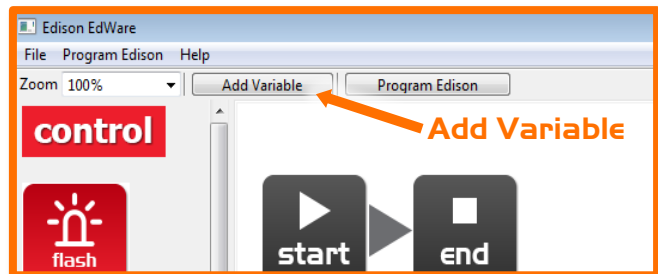 Edison EdWare
File Program Edison Help
Zoom 100% Add Variable Program Edison
control
Add Variable
flash
start end